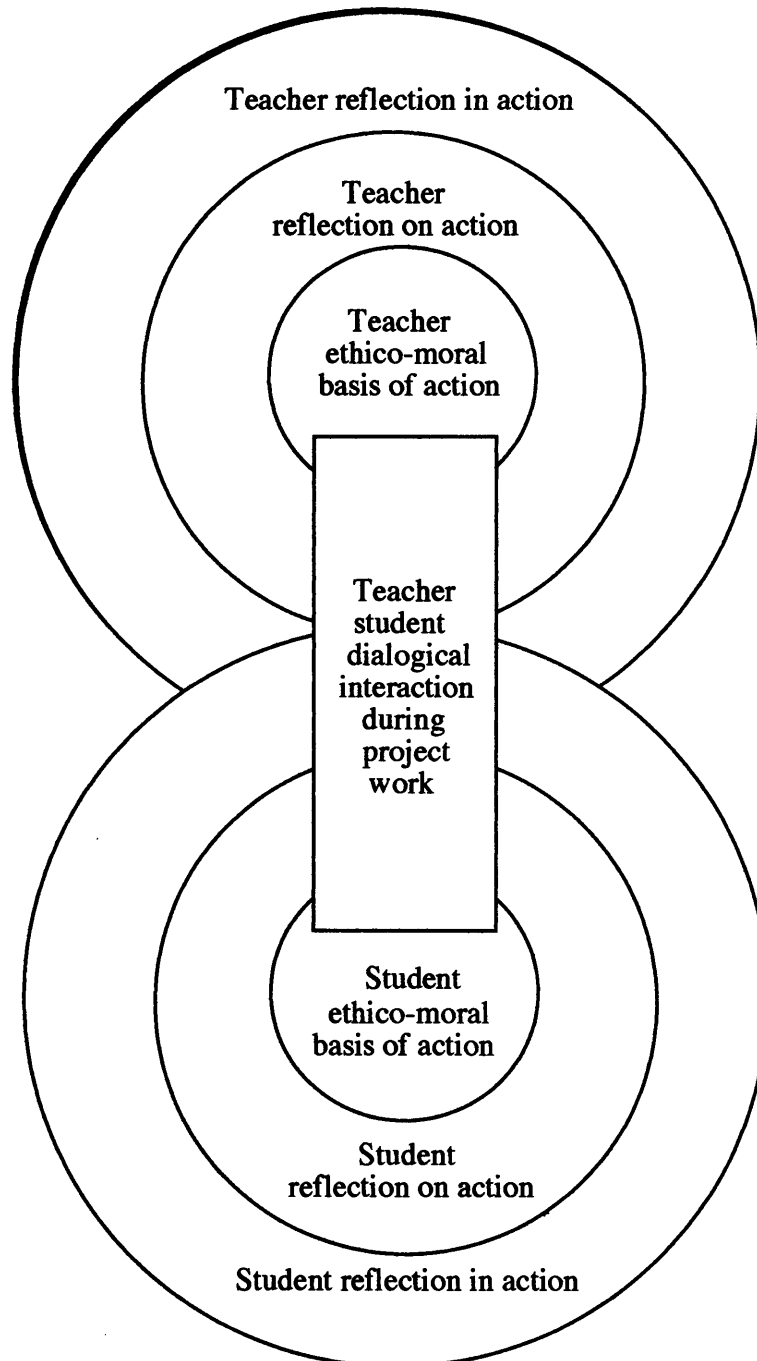 Teacher reflection in action
Teacher
reflection on action
Teacher
ethico-moral
basis of action
Teacher
student
dialogical
interaction
during
project
work
Student
ethico-moral
basis of action
Student
reflection on action
Student reflection in action